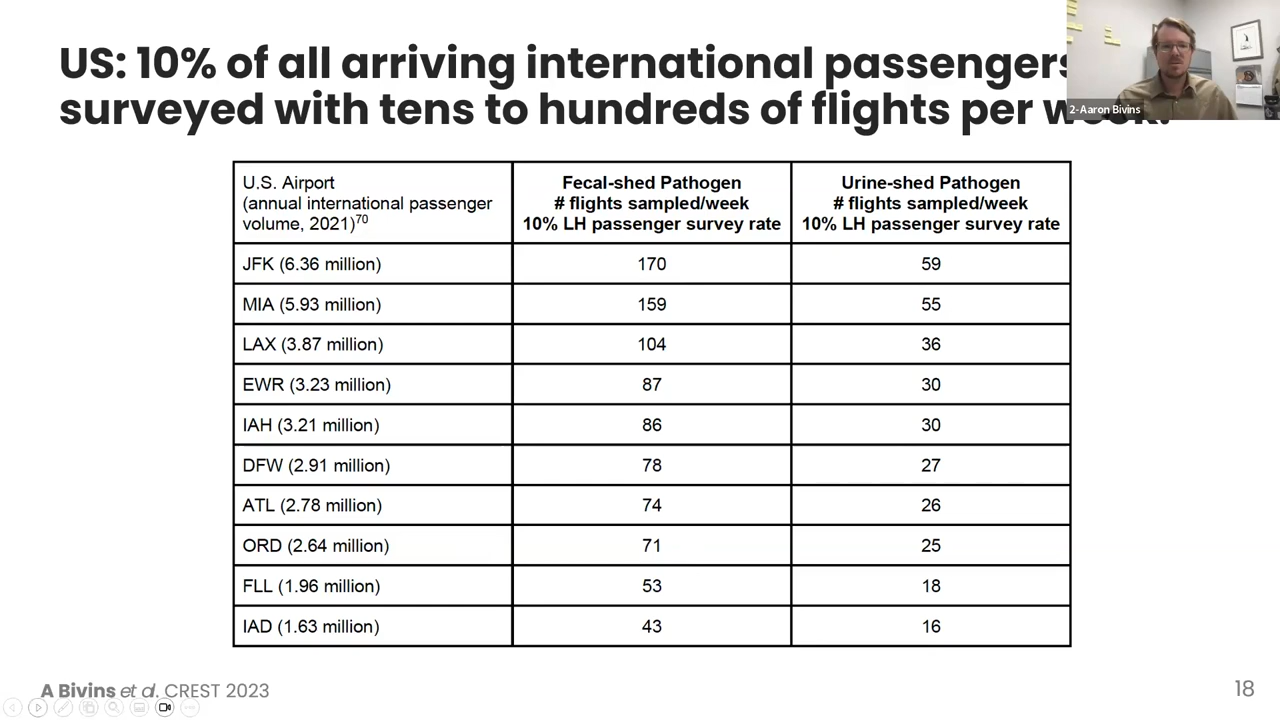 US: 10% of all arriving international passengers
surveyed with tens to hundreds of flights per week.
2-Aaron Bivins
U.S. Airport
(annual international passenger
volume, 2021)70
Fecal-shed Pathogen
# flights sampled/week
10% LH passenger survey rate
Urine-shed Pathogen
# flights sampled/week
10% LH passenger survey rate
JFK (6.36 million) 170 59
MIA (5.93 million) 159 55
LAX (3.87 million) 104 36
EWR (3.23 million) 87 30
IAH (3.21 million) 86 30
DFW (2.91 million) 78 27
ATL (2.78 million) 74 26
ORD (2.64 million) 71 25
FLL (1.96 million) 53 18
IAD (1.63 million) 43 16
A Bivins et al. CREST 2023
18